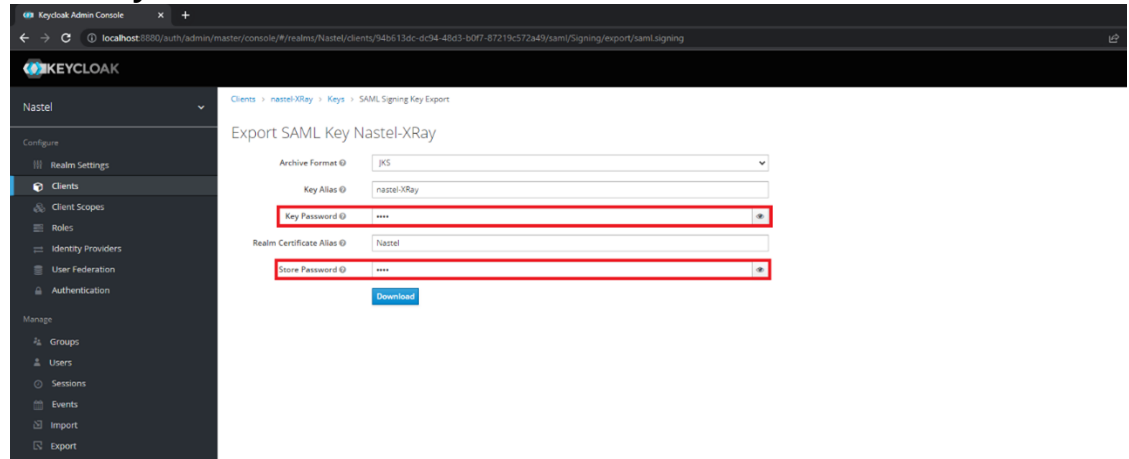 Keycloak Admin Console
localhost:8080/auth/admin/master/console/#/realms/Nastel/clients/94b613dc-dc94-48d3-b0f7-87219c572a49/saml/Signing/export/saml.signing
KEYCLOAK
Nastel
Configure
Realm Settings
Clients
Client Scopes
Roles
Identity Providers
User Federation
Authentication
Manage
Groups
Users
Sessions
Events
Import
Export
Clients > nastel-XRay > Keys > SAML Signing Key Export
Export SAML Key Nastel-XRay
Archive Format JKS
Key Alias nastel-XRay
Key Password ••••
Realm Certificate Alias Nastel
Store Password ••••
Download